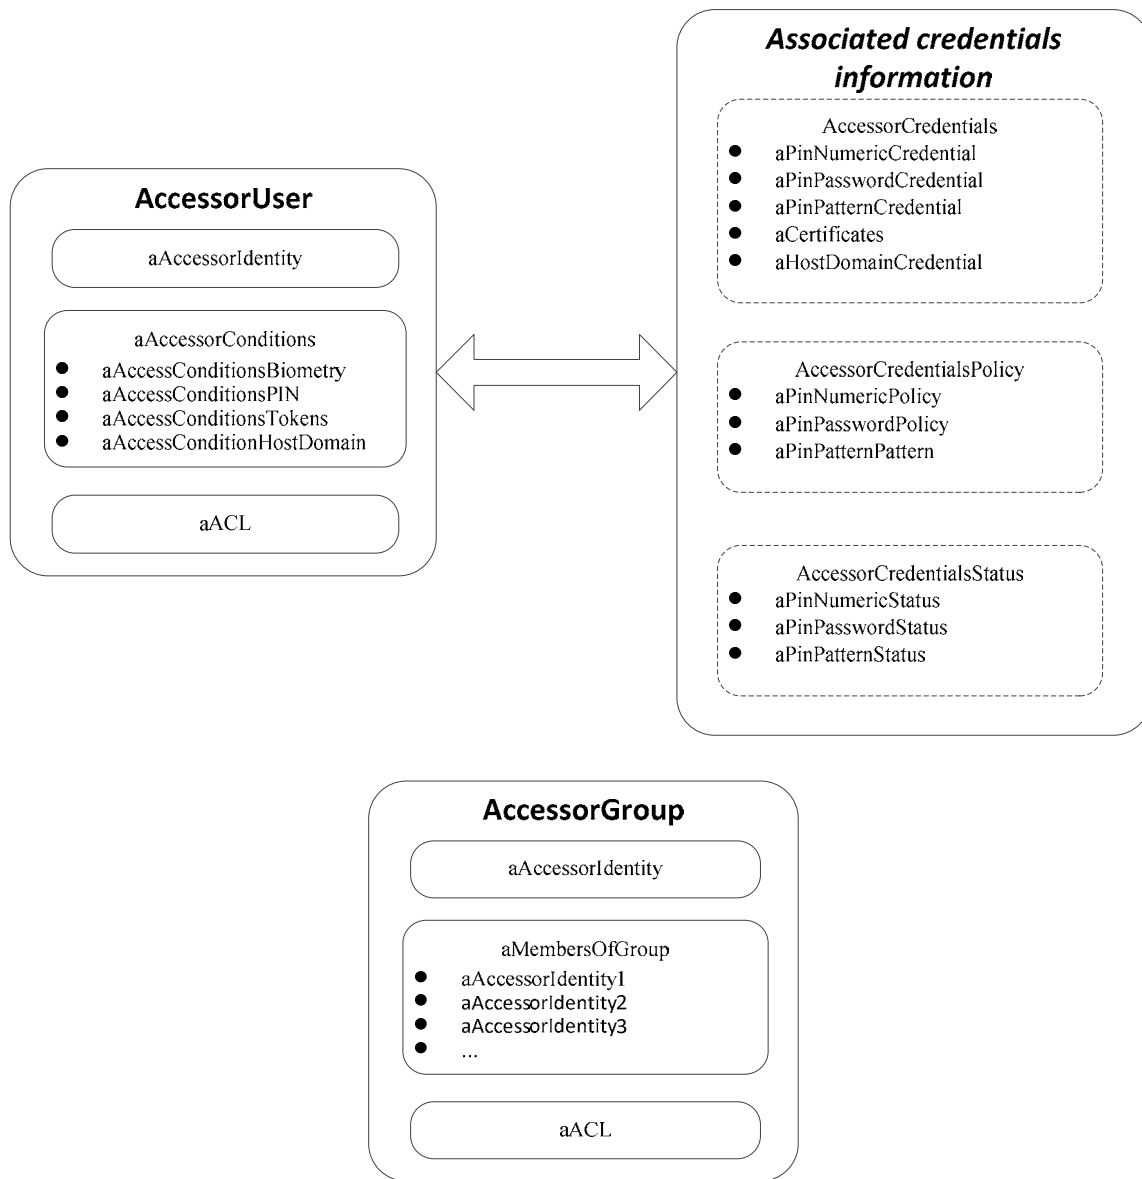 Associated credentials
information
AccessorCredentials
● aPinNumericCredential
● aPinPasswordCredential
● aPinPatternCredential
● aCertificates
● aHostDomainCredential
AccessorCredentialsPolicy
● aPinNumericPolicy
● aPinPasswordPolicy
● aPinPatternPattern
AccessorCredentialsStatus
● aPinNumericStatus
● aPinPasswordStatus
● aPinPatternStatus
AccessorUser
aAccessorIdentity
aAccessorConditions
● aAccessConditionsBiometry
● aAccessConditionsPIN
● aAccessConditionsTokens
● aAccessConditionHostDomain
aACL
AccessorGroup
aAccessorIdentity
aMembersOfGroup
● aAccessorIdentity1
● aAccessorIdentity2
● aAccessorIdentity3
● ...
aACL